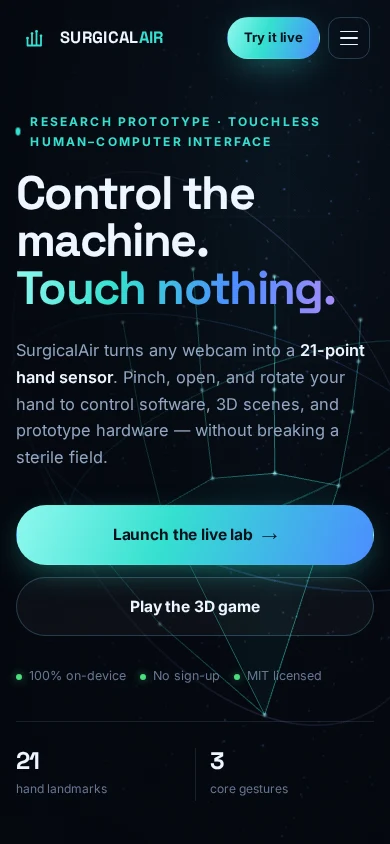 SURGICALAIR
Try it live
RESEARCH PROTOTYPE · TOUCHLESS
HUMAN–COMPUTER INTERFACE
Control the
machine.
Touch nothing.
SurgicalAir turns any webcam into a 21-point
hand sensor. Pinch, open, and rotate your
hand to control software, 3D scenes, and
prototype hardware — without breaking a
sterile field.
Launch the live lab →
Play the 3D game
100% on-device
No sign-up
MIT licensed
21
hand landmarks
3
core gestures